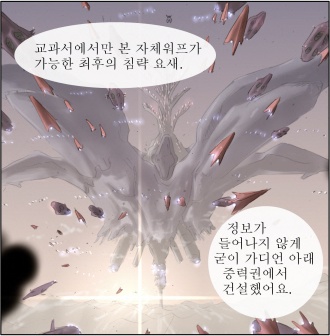 교과서에서만 본 자체워프가
가능한 최후의 침략 요새.
정보가
들어나지 않게
굳이 가디언 아래
중력권에서
건설했어요.